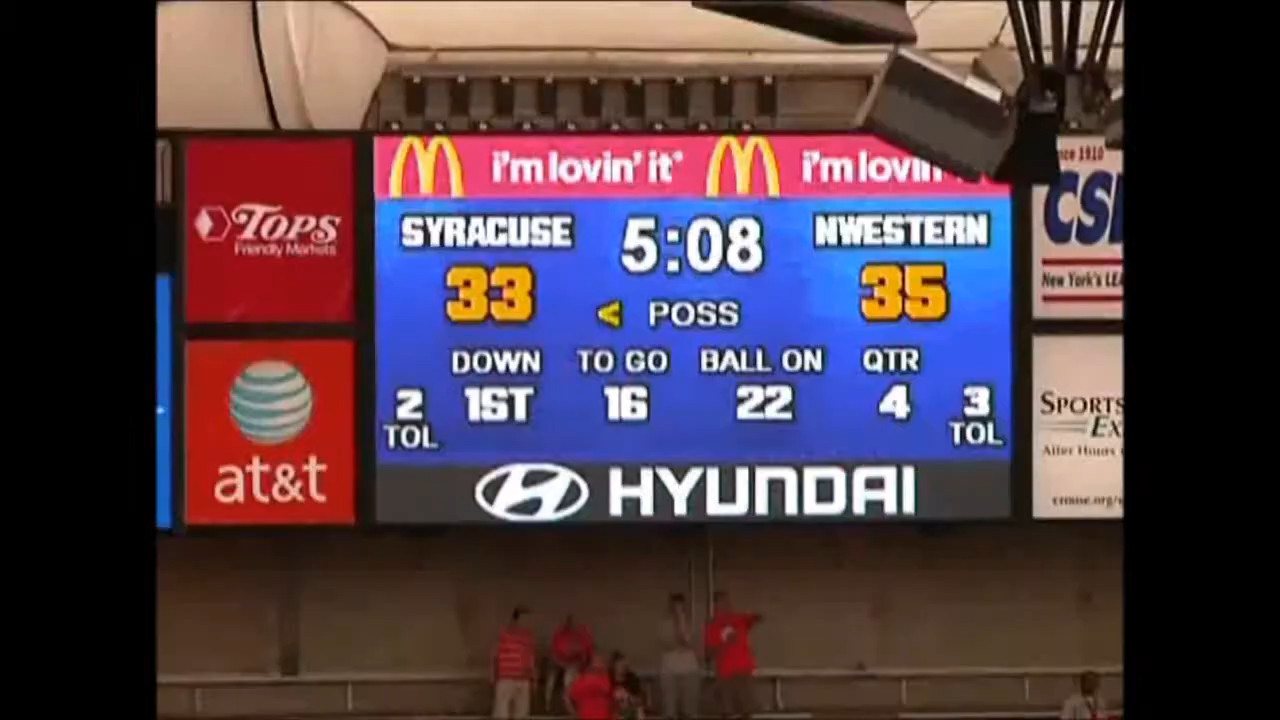 i'm lovin' it® i'm lovin'
TOPS
Friendly Markets
at&t
SYRACUSE 5:08 NWESTERN
33 35
< POSS
DOWN TO GO BALL ON QTR
2 1ST 16 22 4 3
TOL TOL
HYUNDAI
1910
New York's
SPORTS
After Hours